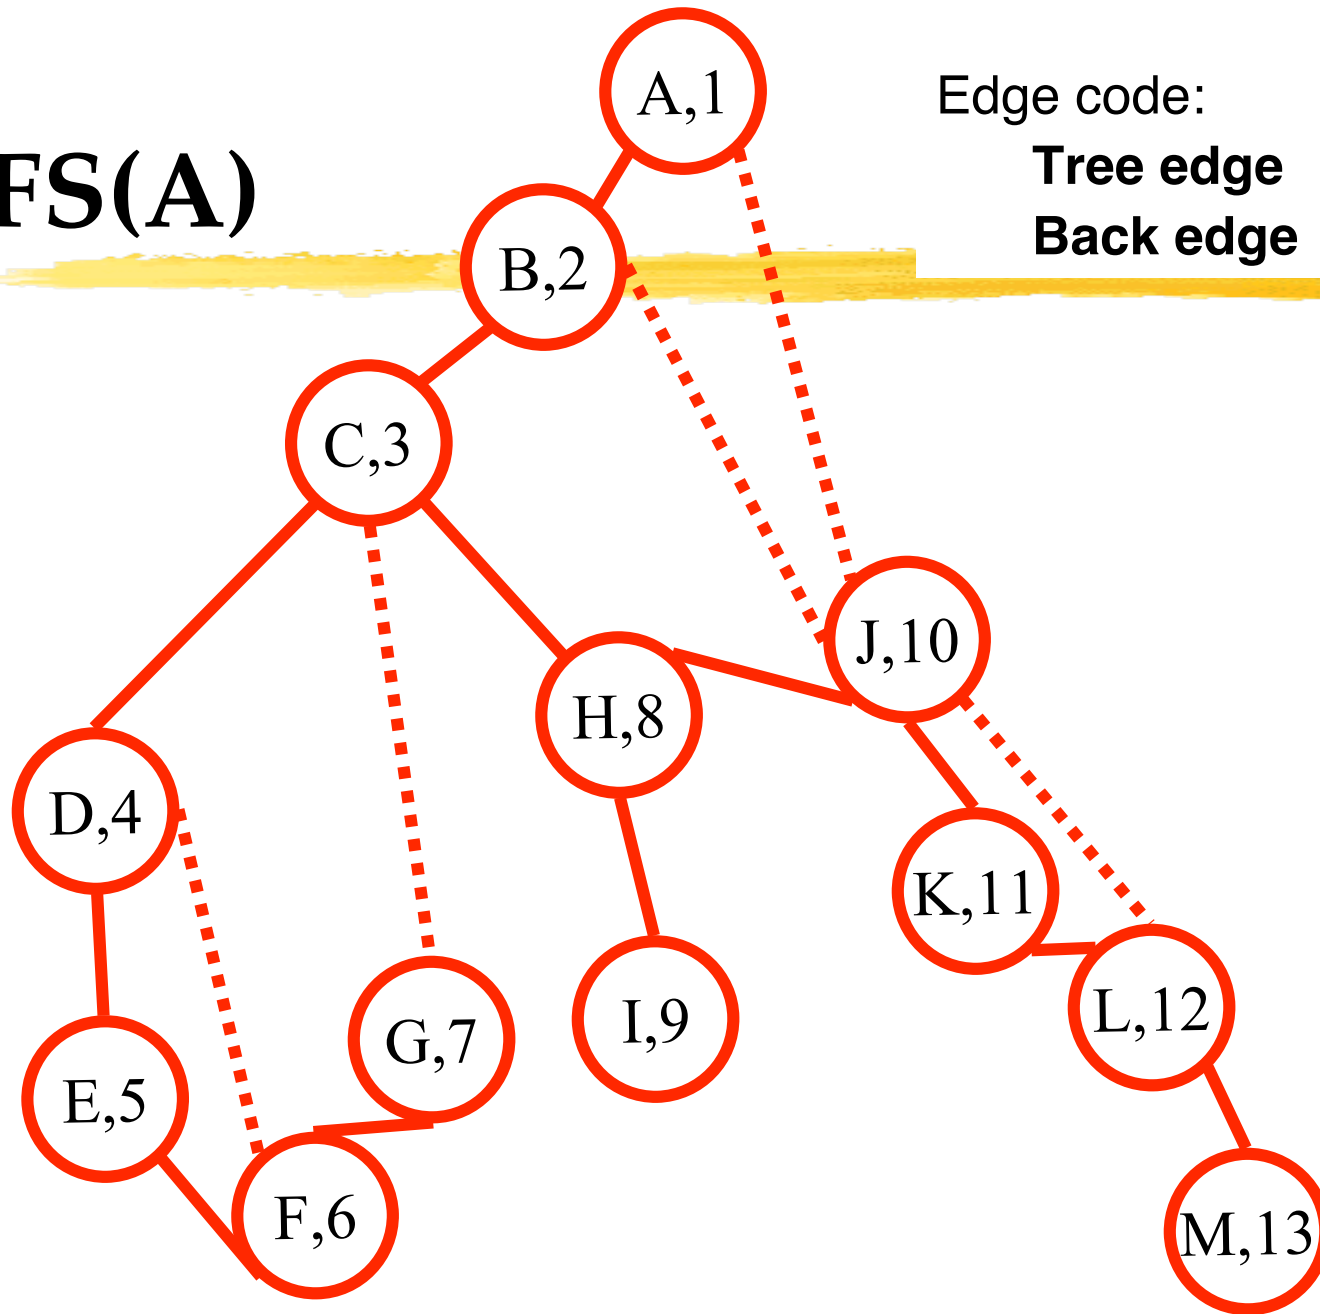 A,1
Edge code:
Tree edge
Back edge
FS(A)
B,2
C,3
J,10
H,8
D,4
K,11
L,12
I,9
G,7
E,5
F,6
M,13